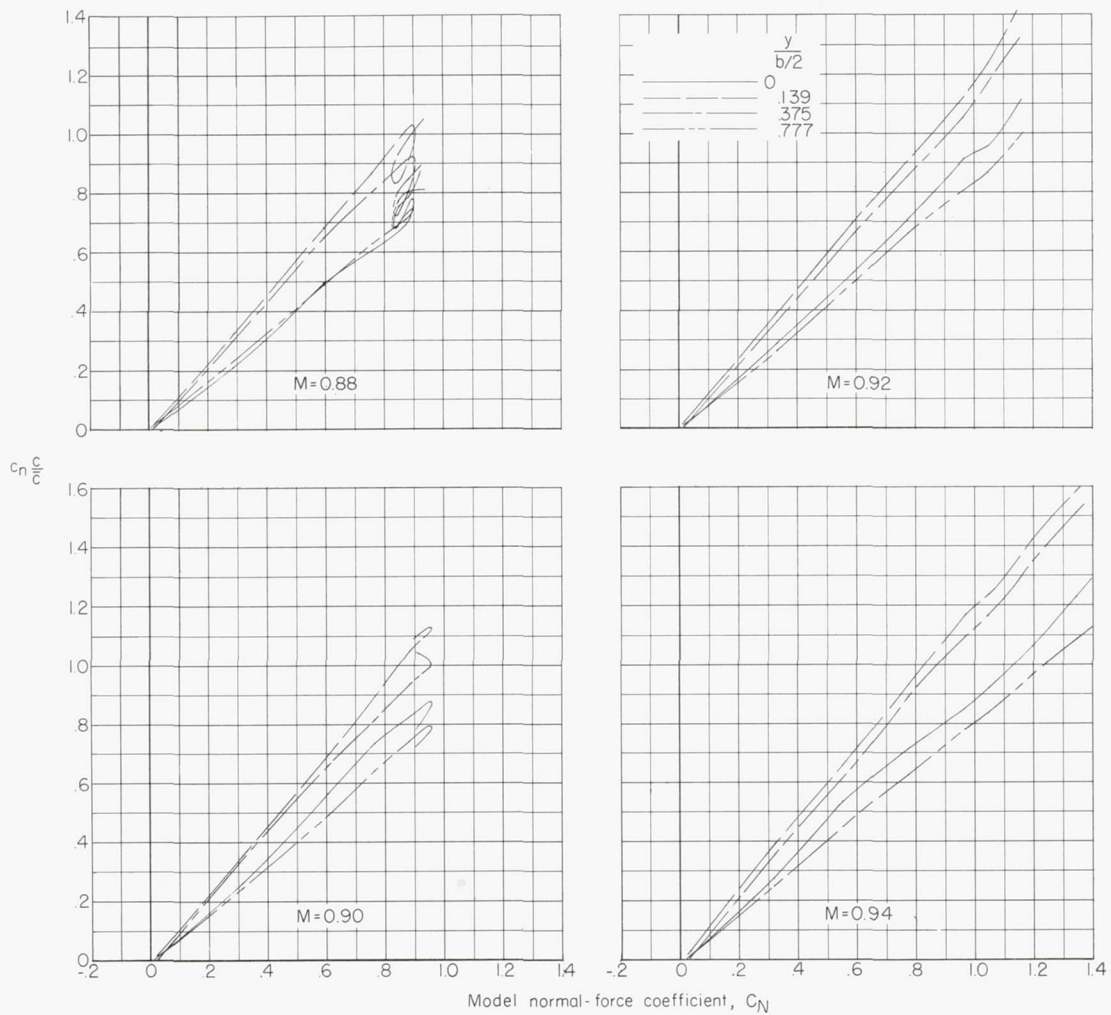 1.4
1.2
1.0
.8
.6
.4
.2
0
M=0.88
y
b/2
0
.139
.375
.777
M=0.92
cn c/c̄
1.6
1.4
1.2
1.0
.8
.6
.4
.2
0
M=0.90
M=0.94
-.2 0 .2 .4 .6 .8 1.0 1.2 1.4
-.2 0 .2 .4 .6 .8 1.0 1.2 1.4
Model normal-force coefficient, CN